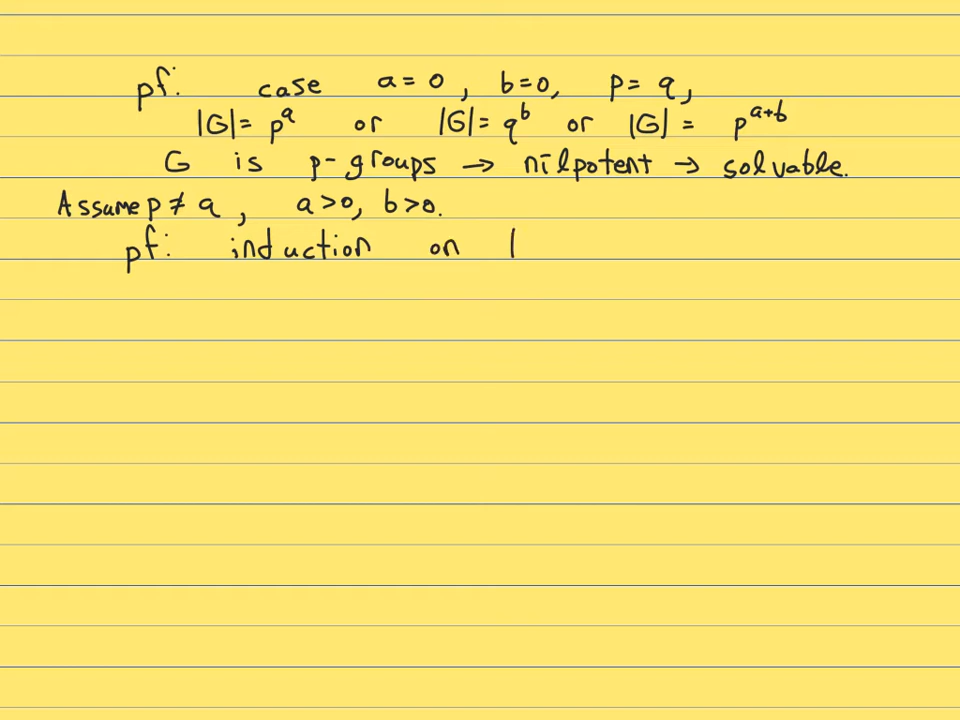 pf: case a = 0, b=0, p= q,
|G|= p^a or |G|= q^b or |G| = p^{a+b}
G is p- groups → nilpotent → solvable.
Assume p ≠ q, a>0, b>0.
pf: induction on |